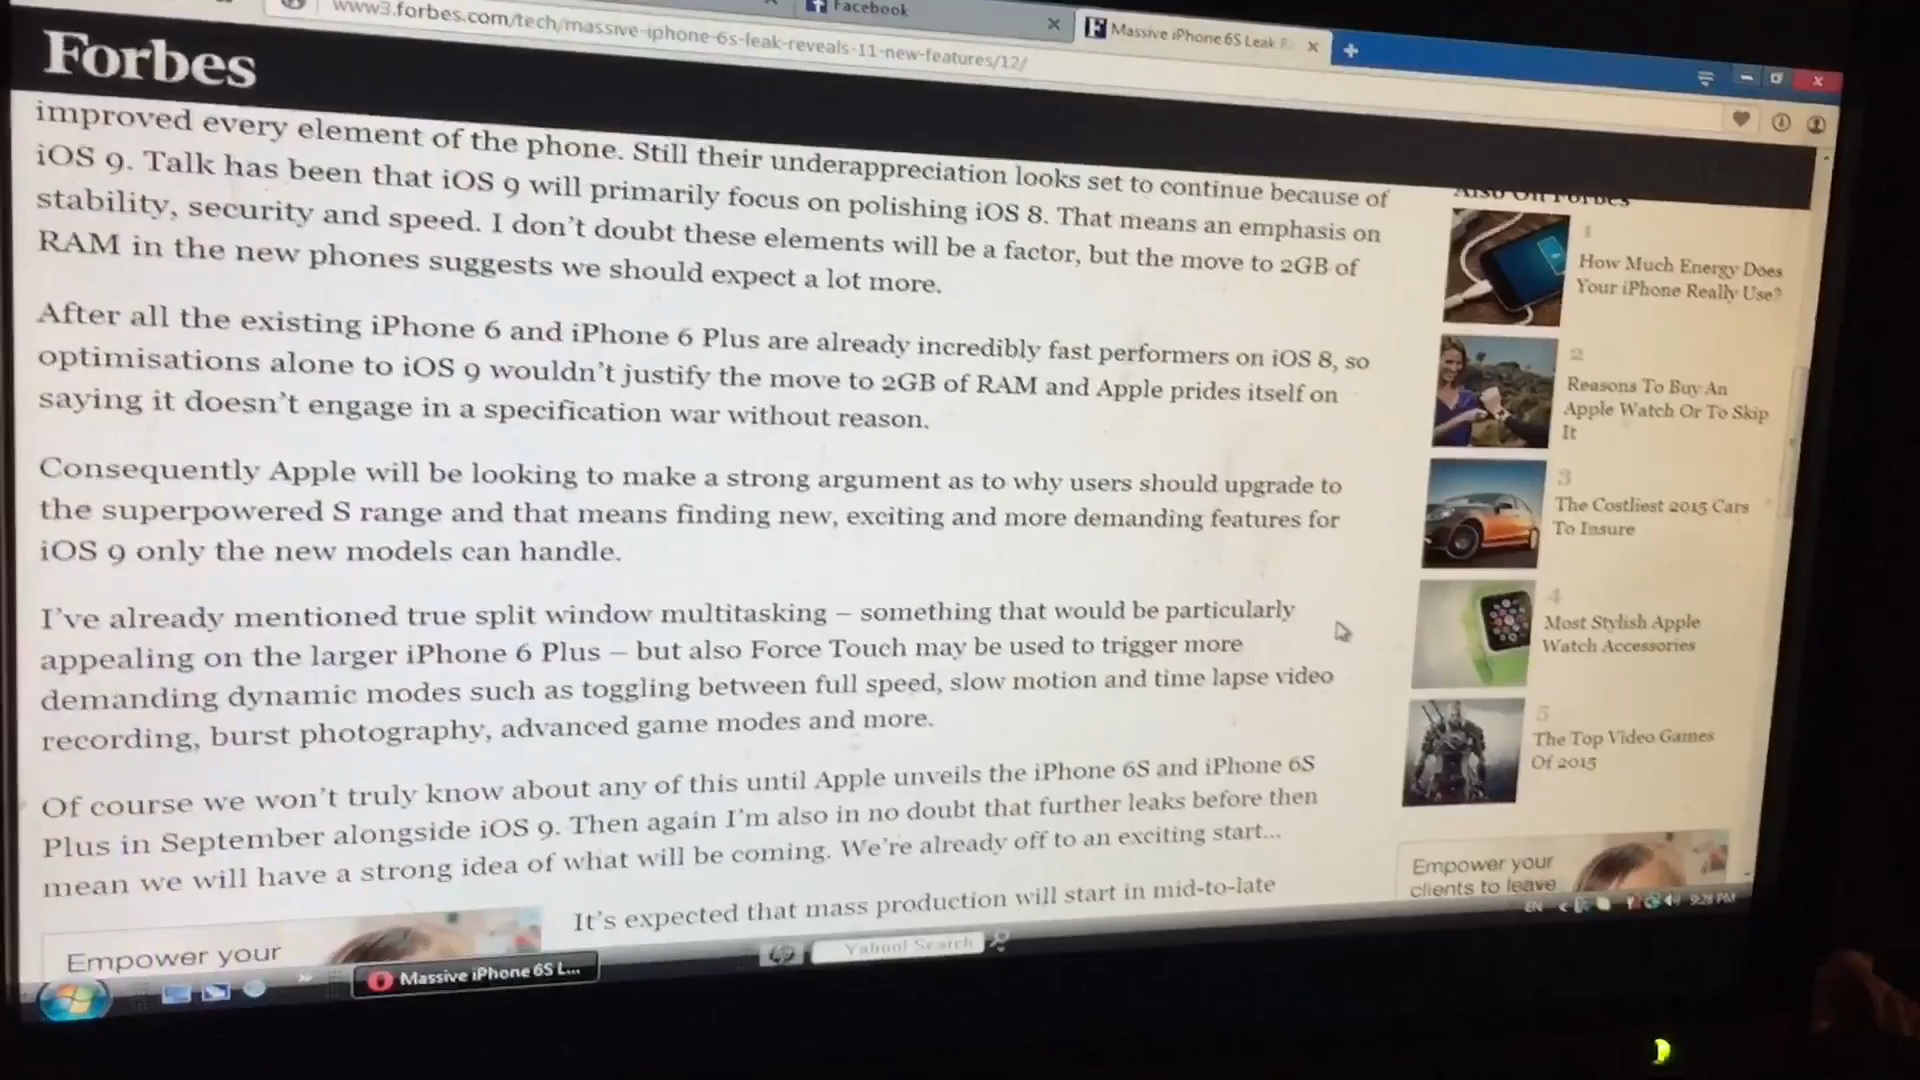 Facebook
Massive iPhone 6S Leak R
www3.forbes.com/tech/massive-iphone-6s-leak-reveals-11-new-features/12/
Forbes
improved every element of the phone. Still their underappreciation looks set to continue because of
iOS 9. Talk has been that iOS 9 will primarily focus on polishing iOS 8. That means an emphasis on
stability, security and speed. I don't doubt these elements will be a factor, but the move to 2GB of
RAM in the new phones suggests we should expect a lot more.
After all the existing iPhone 6 and iPhone 6 Plus are already incredibly fast performers on iOS 8, so
optimisations alone to iOS 9 wouldn't justify the move to 2GB of RAM and Apple prides itself on
saying it doesn't engage in a specification war without reason.
Consequently Apple will be looking to make a strong argument as to why users should upgrade to
the superpowered S range and that means finding new, exciting and more demanding features for
iOS 9 only the new models can handle.
I've already mentioned true split window multitasking – something that would be particularly
appealing on the larger iPhone 6 Plus – but also Force Touch may be used to trigger more
demanding dynamic modes such as toggling between full speed, slow motion and time lapse video
recording, burst photography, advanced game modes and more.
Of course we won't truly know about any of this until Apple unveils the iPhone 6S and iPhone 6S
Plus in September alongside iOS 9. Then again I'm also in no doubt that further leaks before then
mean we will have a strong idea of what will be coming. We're already off to an exciting start...
It's expected that mass production will start in mid-to-late
Empower your
Also On Forbes
1
How Much Energy Does
Your iPhone Really Use?
2
Reasons To Buy An
Apple Watch Or To Skip
It
3
The Costliest 2015 Cars
To Insure
4
Most Stylish Apple
Watch Accessories
5
The Top Video Games
Of 2015
Empower your
clients to leave
Massive iPhone 6S L...
hp
Yahoo! Search
EN
9:28 PM